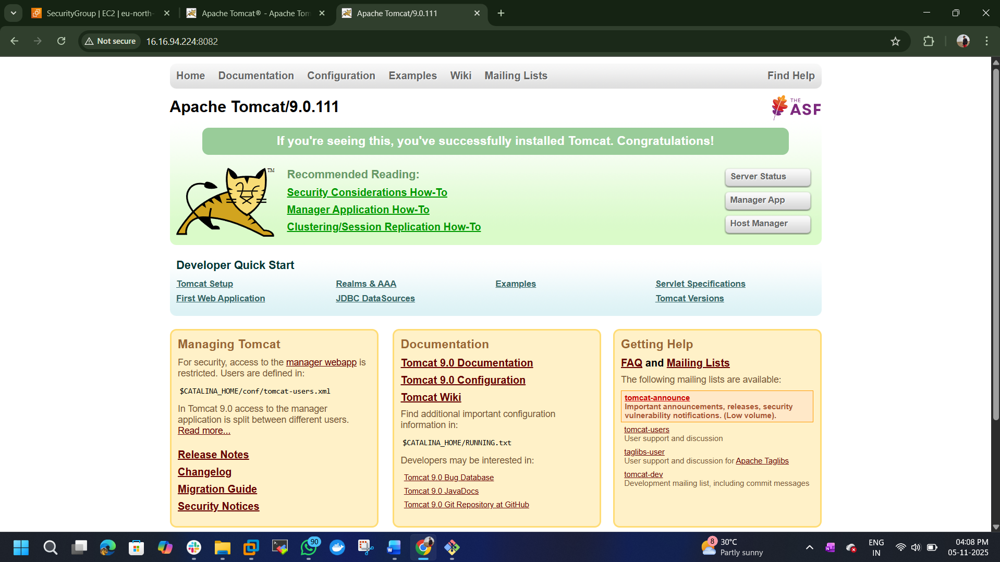 SecurityGroup | EC2 | eu-north-
Apache Tomcat® - Apache Tom
Apache Tomcat/9.0.111
Not secure
16.16.94.224:8082
Home
Documentation
Configuration
Examples
Wiki
Mailing Lists
Find Help
Apache Tomcat/9.0.111
THE
ASF
If you're seeing this, you've successfully installed Tomcat. Congratulations!
TM
Recommended Reading:
Security Considerations How-To
Manager Application How-To
Clustering/Session Replication How-To
Server Status
Manager App
Host Manager
Developer Quick Start
Tomcat Setup
First Web Application
Realms & AAA
JDBC DataSources
Examples
Servlet Specifications
Tomcat Versions
Managing Tomcat
For security, access to the manager webapp is
restricted. Users are defined in:
$CATALINA_HOME/conf/tomcat-users.xml
In Tomcat 9.0 access to the manager
application is split between different users.
Read more...
Release Notes
Changelog
Migration Guide
Security Notices
Documentation
Tomcat 9.0 Documentation
Tomcat 9.0 Configuration
Tomcat Wiki
Find additional important configuration
information in:
$CATALINA_HOME/RUNNING.txt
Developers may be interested in:
Tomcat 9.0 Bug Database
Tomcat 9.0 JavaDocs
Tomcat 9.0 Git Repository at GitHub
Getting Help
FAQ and Mailing Lists
The following mailing lists are available:
tomcat-announce
Important announcements, releases, security
vulnerability notifications. (Low volume).
tomcat-users
User support and discussion
taglibs-user
User support and discussion for Apache Taglibs
tomcat-dev
Development mailing list, including commit messages
90
8
30°C
Partly sunny
ENG
IN
04:08 PM
05-11-2025